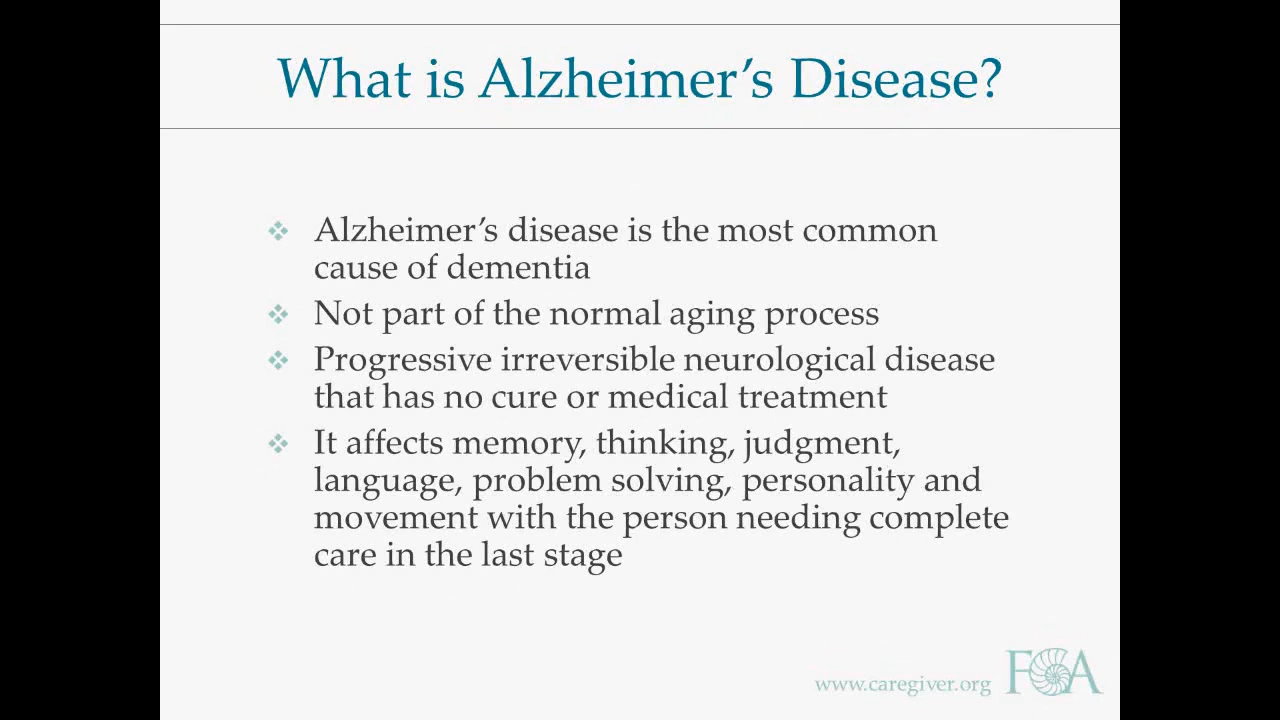 What is Alzheimer’s Disease?
Alzheimer’s disease is the most common
cause of dementia
Not part of the normal aging process
Progressive irreversible neurological disease
that has no cure or medical treatment
It affects memory, thinking, judgment,
language, problem solving, personality and
movement with the person needing complete
care in the last stage
www.caregiver.org FCA